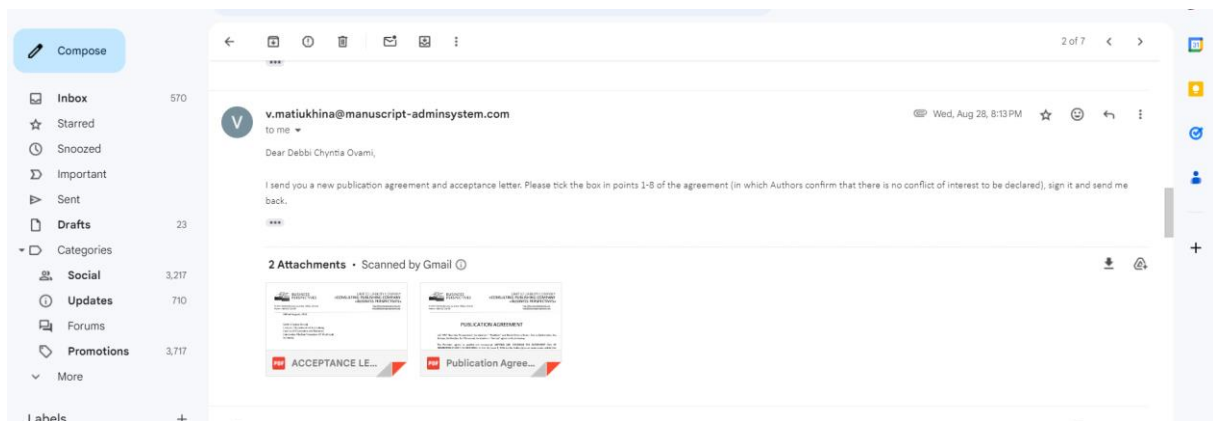 Compose
2 of 7
Inbox 570
Starred
Snoozed
Important
Sent
Drafts 23
Categories
Social 3,217
Updates 710
Forums
Promotions 3,717
More
Labels
v.matiukhina@manuscript-adminsystem.com
Wed, Aug 28, 8:13 PM
to me
Dear Debbi Chyntia Ovami,
I send you a new publication agreement and acceptance letter. Please tick the box in points 1-8 of the agreement (in which Authors confirm that there is no conflict of interest to be declared), sign it and send me
back.
2 Attachments • Scanned by Gmail
PUBLICATION AGREEMENT
PDF ACCEPTANCE LE...
PDF Publication Agree...
V
31